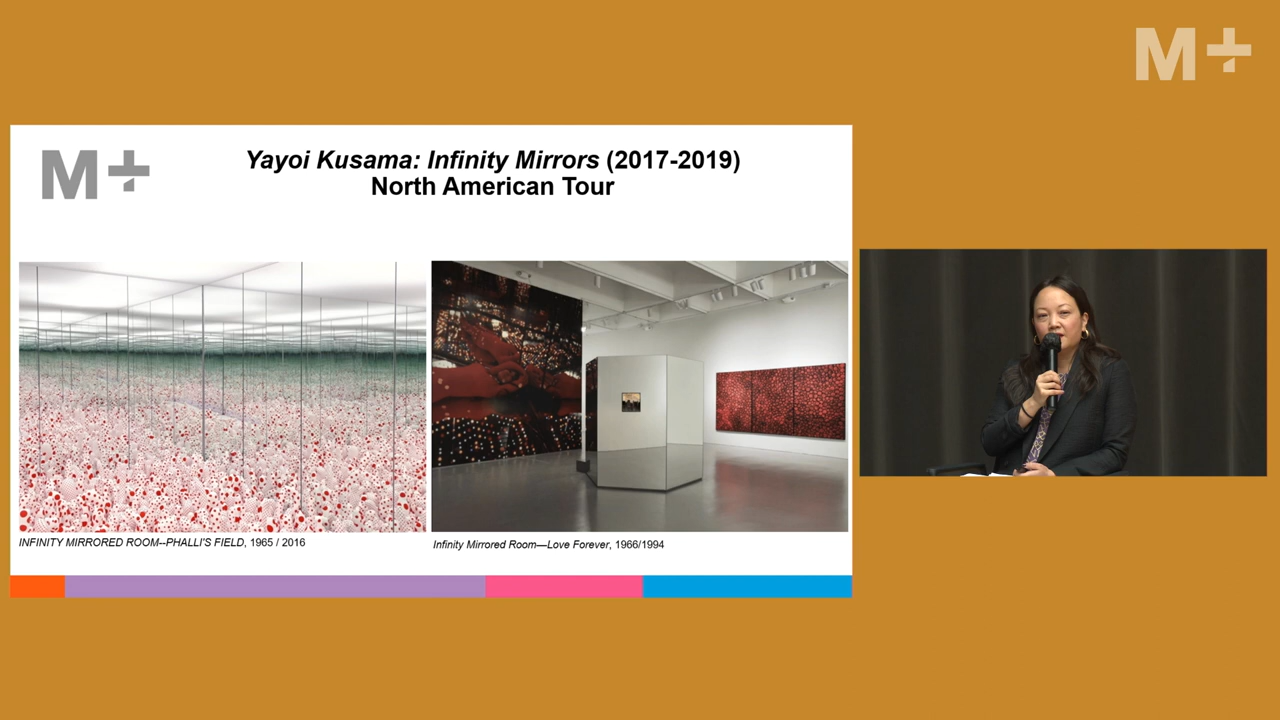 M+
M+
Yayoi Kusama: Infinity Mirrors (2017-2019)
North American Tour
INFINITY MIRRORED ROOM--PHALLI'S FIELD, 1965 / 2016
Infinity Mirrored Room—Love Forever, 1966/1994